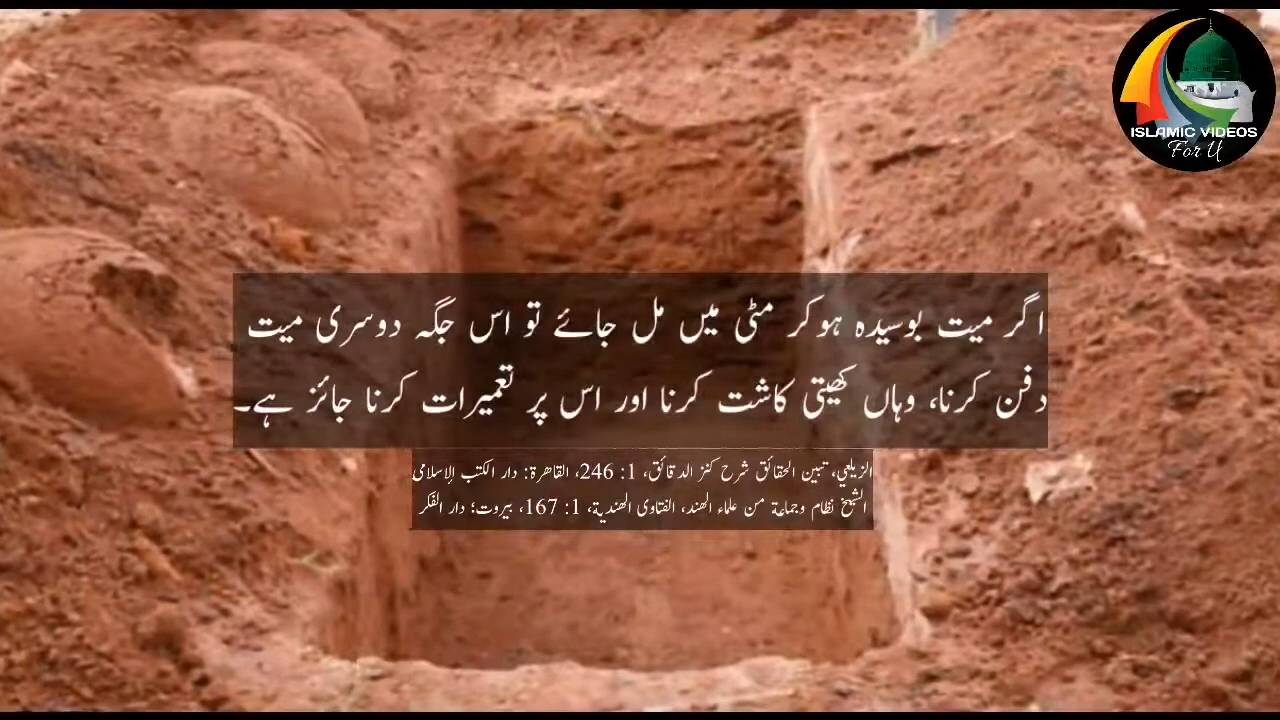 ISLAMIC VIDEOS
For U
اگر میت بوسیدہ ہوکر مٹی میں مل جائے تو اس جگہ دوسری میت
دفن کرنا، وہاں کھیتی کاشت کرنا اور اس پر تعمیرات کرنا جائز ہے۔
الزيلعي، تبيين الحقائق شرح كنز الدقائق، 1: 246، القاهرة: دار الكتب الإسلامي
الشيخ نظام وجماعة من علماء الهند، الفتاوى الهندية، 1: 167، بيروت: دار الفكر